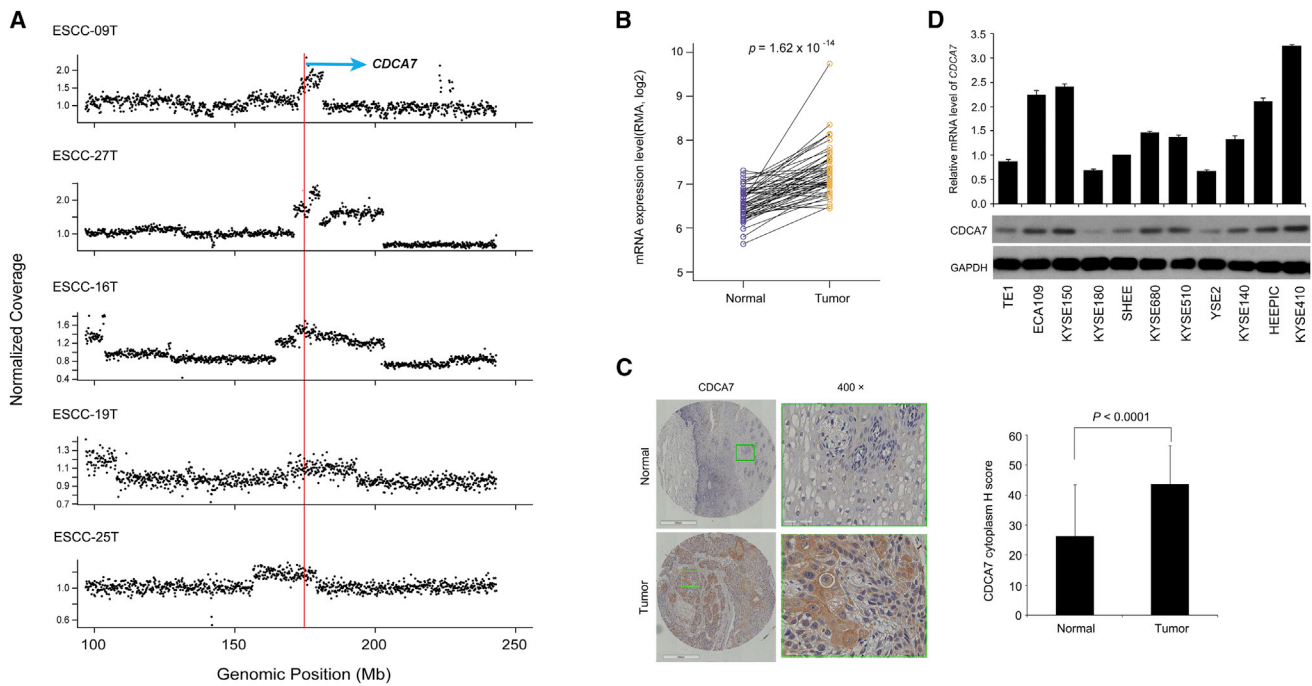 A
ESCC-09T
2.0
1.5
1.0
CDCA7
ESCC-27T
2.0
1.0
ESCC-16T
1.6
1.2
0.8
0.4
ESCC-19T
1.3
1.1
0.9
0.7
ESCC-25T
1.0
0.6
100
150
200
250
Normalized Coverage
Genomic Position (Mb)
B
p = 1.62 x 10 -14
10
9
8
7
6
5
mRNA expression level(RMA, log2)
Normal
Tumor
D
3.5
3.0
2.5
2.0
1.5
1.0
0.5
0.0
Relative mRNA level of CDCA7
CDCA7
GAPDH
TE1
ECA109
KYSE150
KYSE180
SHEE
KYSE680
KYSE510
YSE2
KYSE140
HEEPIC
KYSE410
C
CDCA7
400 ×
Normal
Tumor
P < 0.0001
60
50
40
30
20
10
0
CDCA7 cytoplasm H score
Normal
Tumor